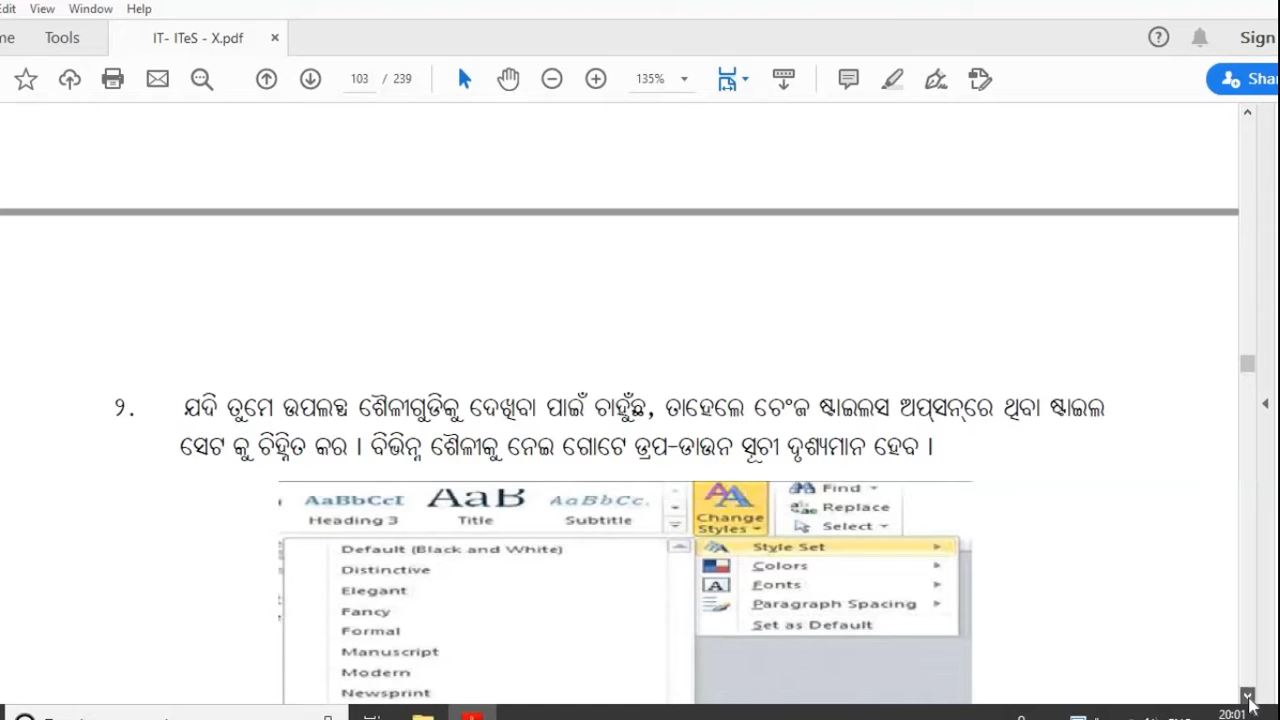 Edit View Window Help
Tools IT- ITeS - X.pdf ×
Sign
103 / 239 135% Shar
୨. ଯଦି ତୁମେ ଉପଲବ୍ଧ ଶୈଳୀଗୁଡିକୁ ଦେଖିବା ପାଇଁ ଚାହୁଁଛ, ତାହେଲେ ଚେଂଜ ଷ୍ଟାଇଲସ ଅପ୍‌ସନ୍‌ରେ ଥିବା ଷ୍ଟାଇଲ
ସେଟ କୁ ଚିହ୍ନିତ କର । ବିଭିନ୍ନ ଶୈଳୀକୁ ନେଇ ଗୋଟେ ଡ୍ରପ-ଡାଉନ ସୂଚୀ ଦୃଶ୍ୟମାନ ହେବ ।
AaBbCcI AaB AaBbCc.
Heading 3 Title Subtitle
Change Styles
Find
Replace
Select
Default (Black and White)
Distinctive
Elegant
Fancy
Formal
Manuscript
Modern
Newsprint
Style Set
Colors
Fonts
Paragraph Spacing
Set as Default
20:01